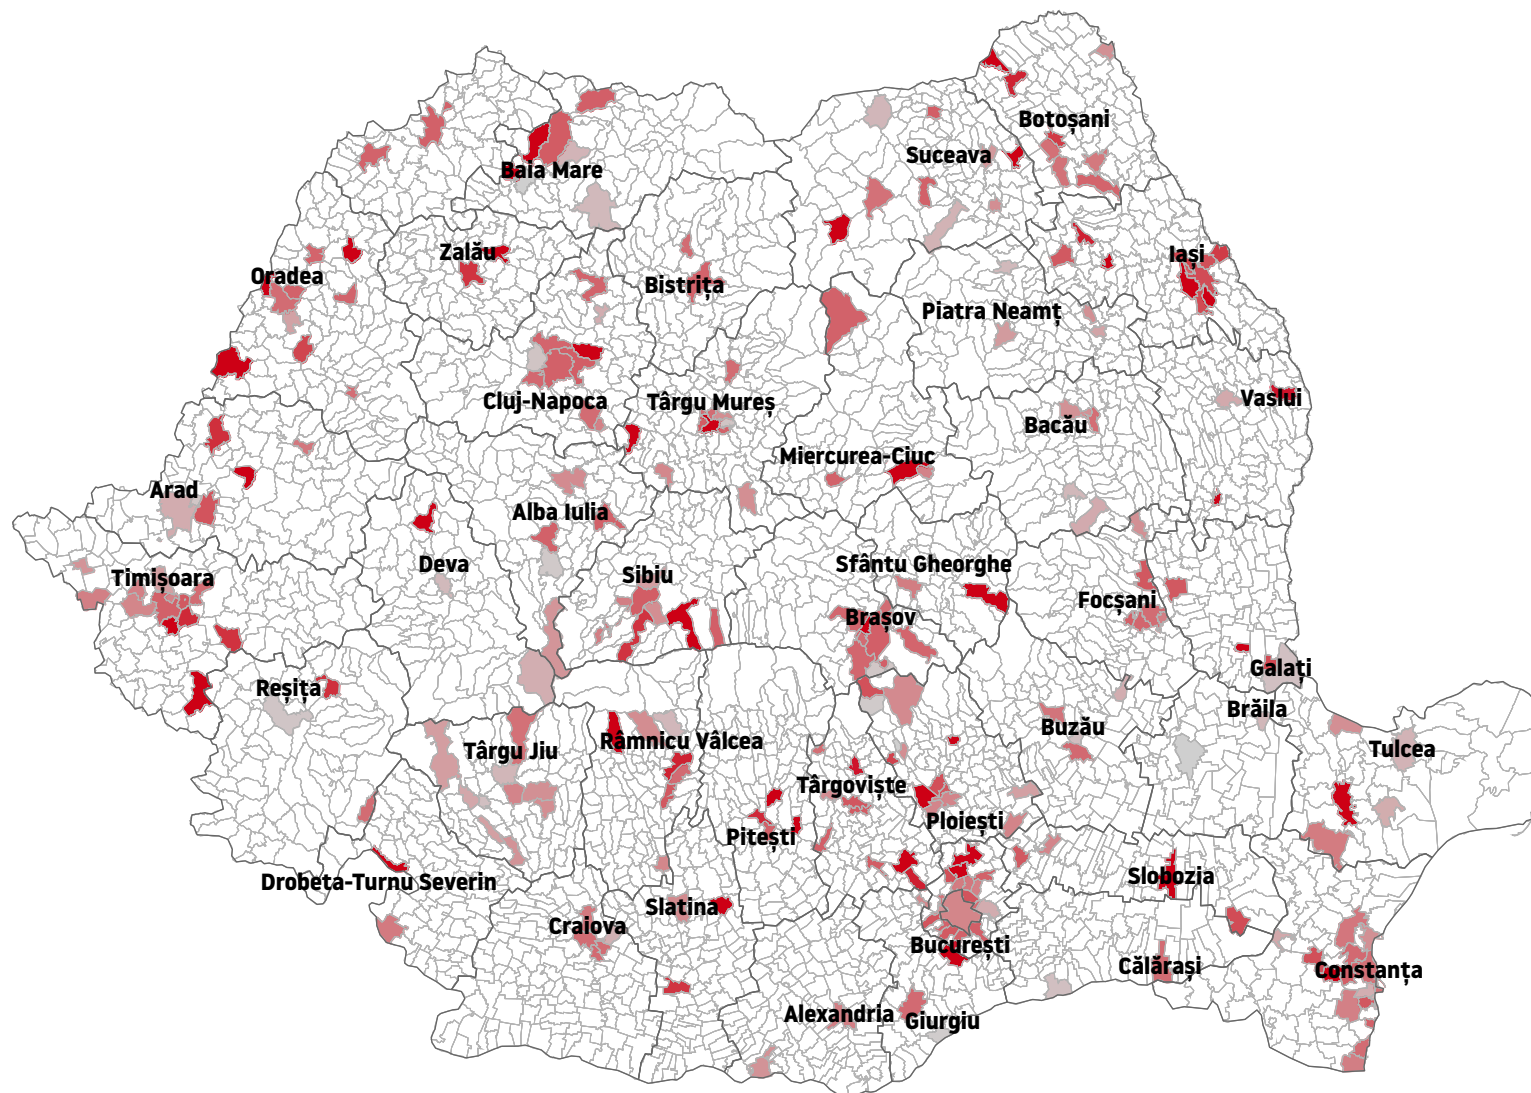 Botoșani
Suceava
Baia Mare
Zalău
Iași
Oradea
Bistrița
Piatra Neamț
Vaslui
Cluj-Napoca
Târgu Mureș
Bacău
Miercurea-Ciuc
Arad
Alba Iulia
Deva
Sfântu Gheorghe
Timișoara
Sibiu
Focșani
Brașov
Galați
Reșița
Brăila
Buzău
Râmnicu Vâlcea
Târgu Jiu
Tulcea
Târgoviște
Ploiești
Pitești
Slobozia
Drobeta-Turnu Severin
Slatina
Craiova
București
Călărași
Constanța
Alexandria
Giurgiu